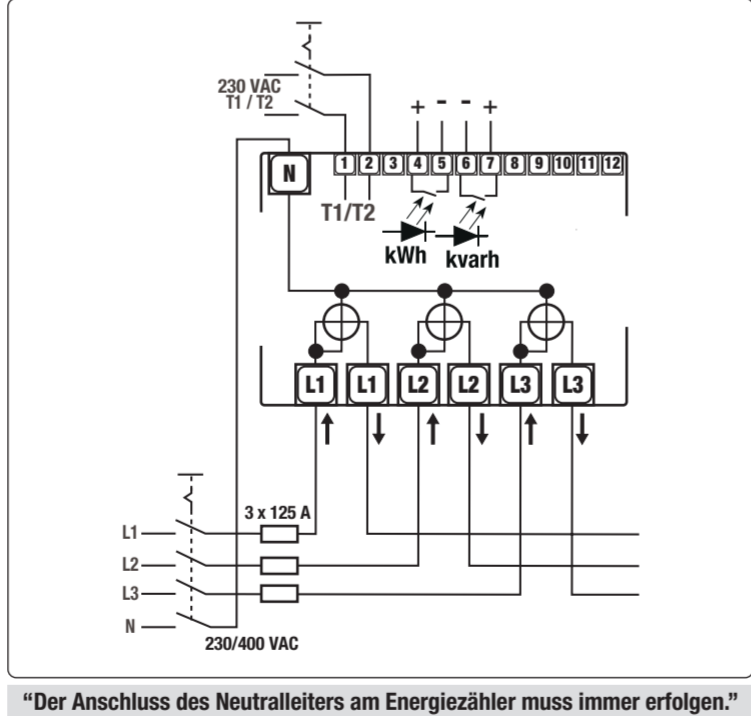 230 VAC
T1 / T2
+ - - +
N
1 2 3 4 5 6 7 8 9 10 11 12
T1/T2
kWh kvarh
L1 L1 L2 L2 L3 L3
3 x 125 A
L1
L2
L3
N
230/400 VAC
“Der Anschluss des Neutralleiters am Energiezähler muss immer erfolgen.”